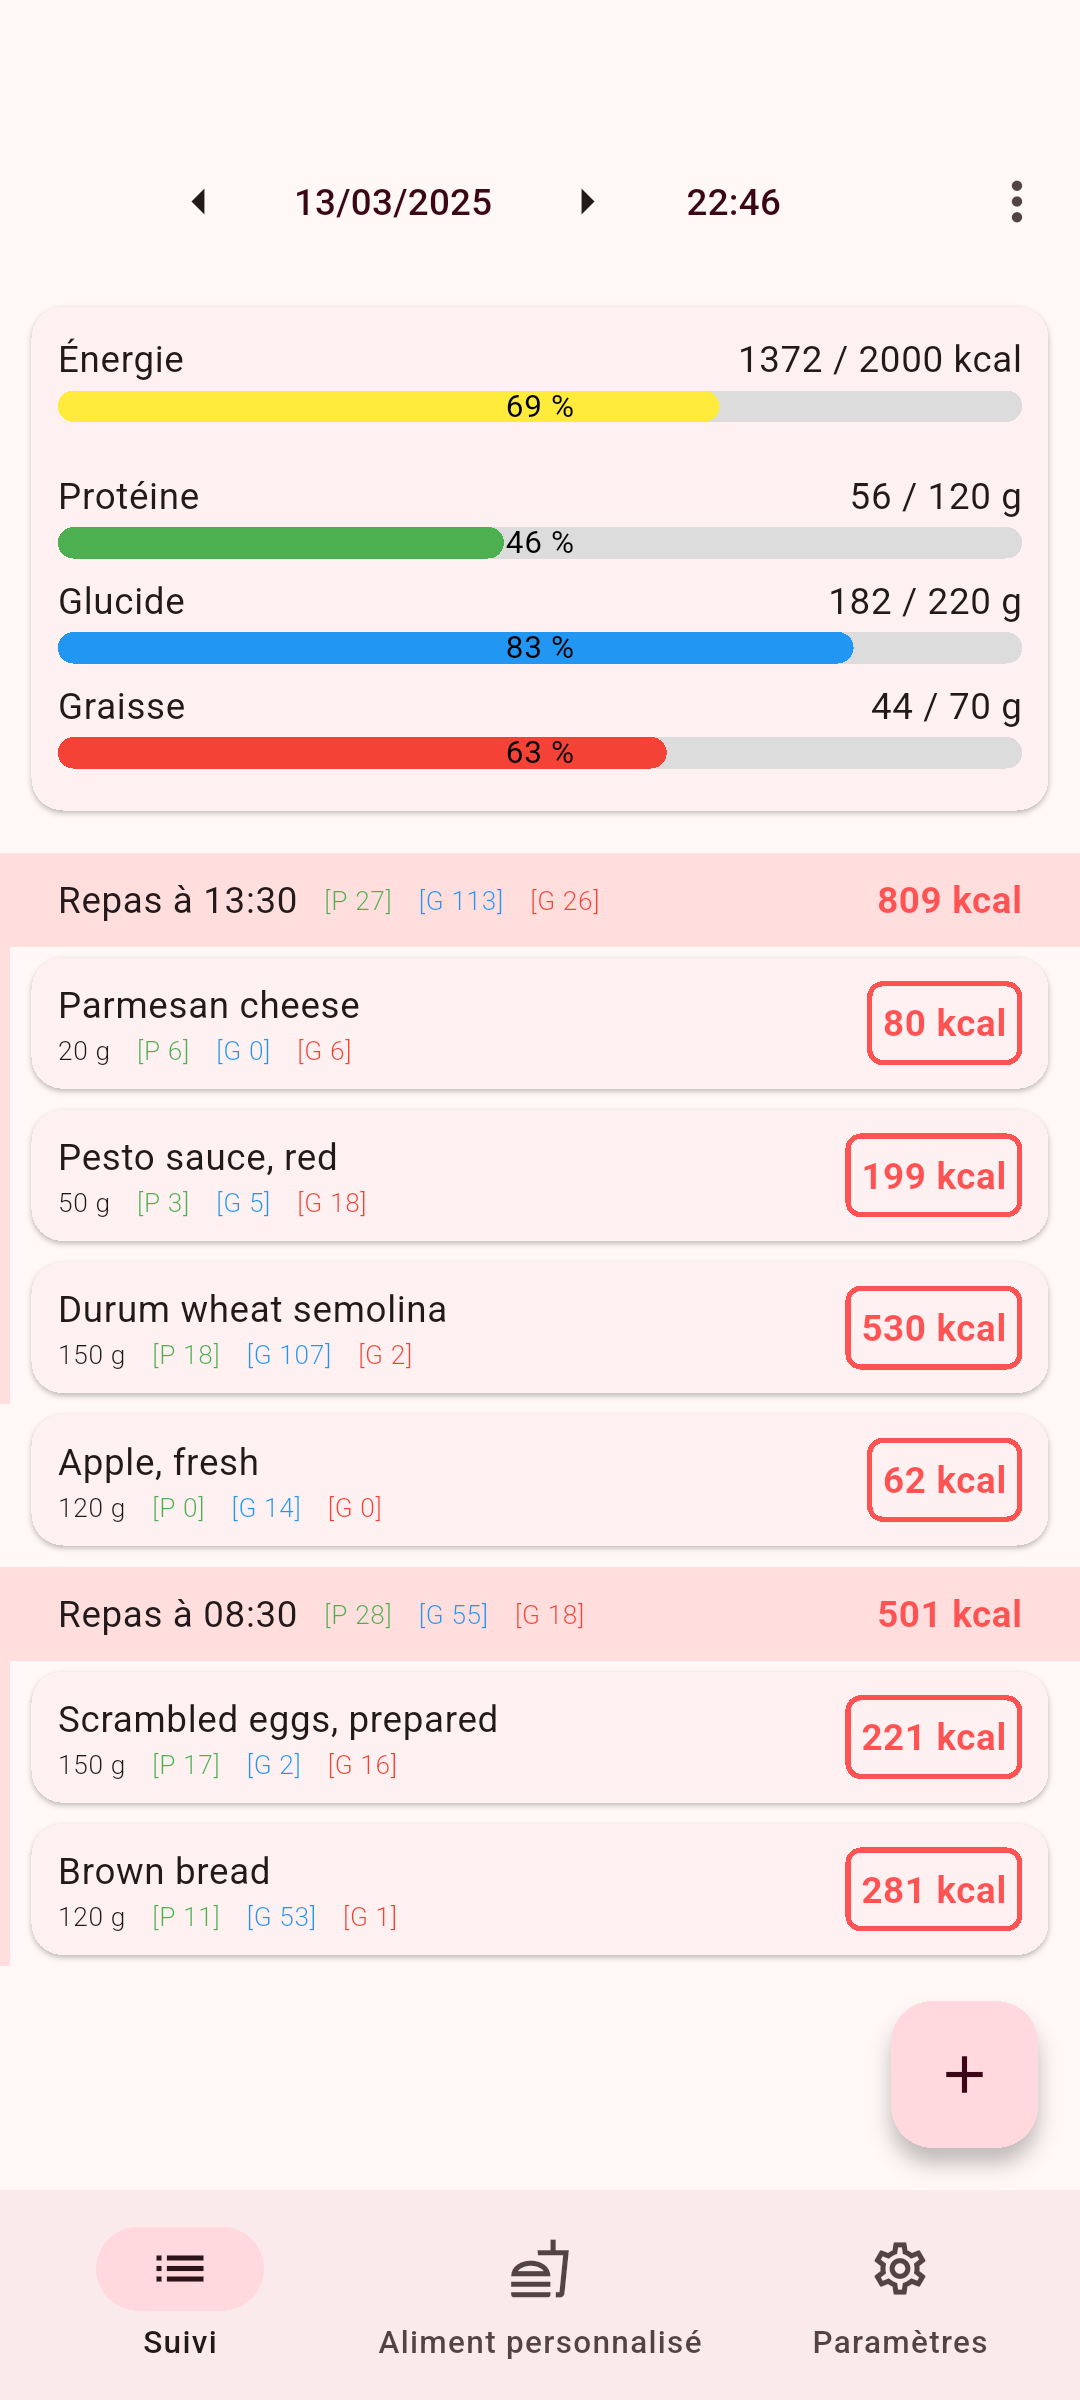 13/03/2025 22:46
Énergie 1372 / 2000 kcal
69 %
Protéine 56 / 120 g
46 %
Glucide 182 / 220 g
83 %
Graisse 44 / 70 g
63 %
Repas à 13:30 [P 27] [G 113] [G 26] 809 kcal
Parmesan cheese
20 g [P 6] [G 0] [G 6]
80 kcal
Pesto sauce, red
50 g [P 3] [G 5] [G 18]
199 kcal
Durum wheat semolina
150 g [P 18] [G 107] [G 2]
530 kcal
Apple, fresh
120 g [P 0] [G 14] [G 0]
62 kcal
Repas à 08:30 [P 28] [G 55] [G 18] 501 kcal
Scrambled eggs, prepared
150 g [P 17] [G 2] [G 16]
221 kcal
Brown bread
120 g [P 11] [G 53] [G 1]
281 kcal
Suivi Aliment personnalisé Paramètres